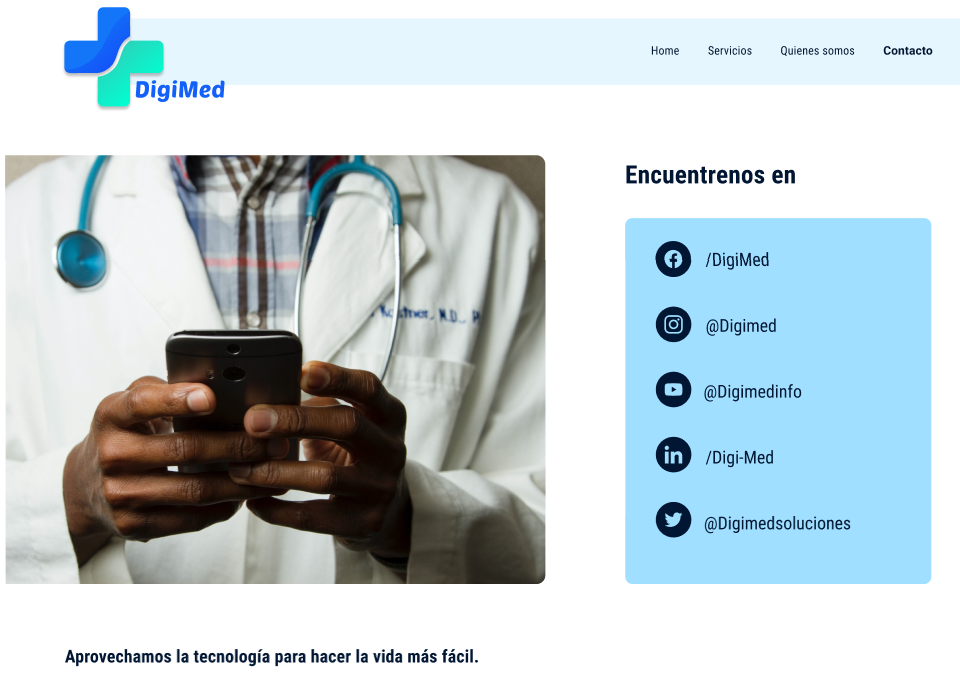 DigiMed
Home Servicios Quienes somos Contacto
Encuentrenos en
/DigiMed
@Digimed
@Digimedinfo
/Digi-Med
@Digimedsoluciones
M.D.
Aprovechamos la tecnología para hacer la vida más fácil.